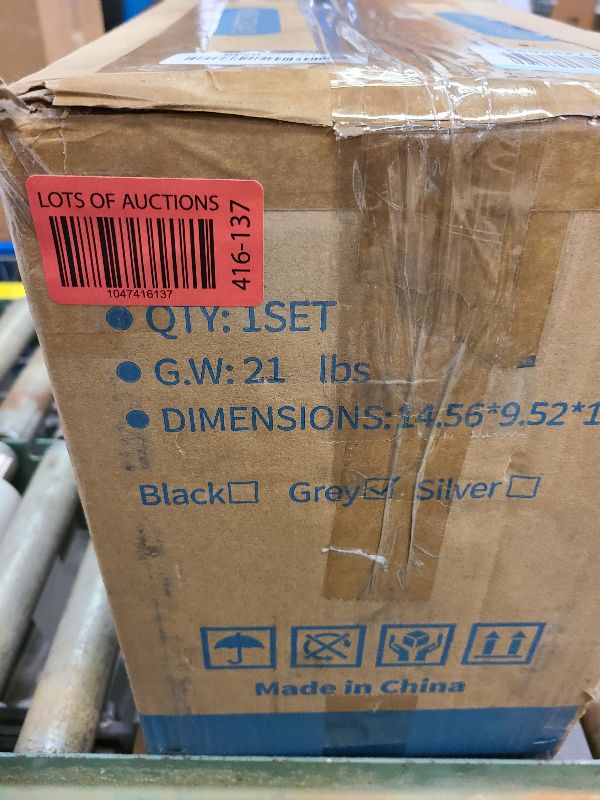 LOTS OF AUCTIONS
416-137
1047416137
QTY: 1SET
G.W: 21 lbs
DIMENSIONS:14.56*9.52*1
Black Grey Silver
Made in China